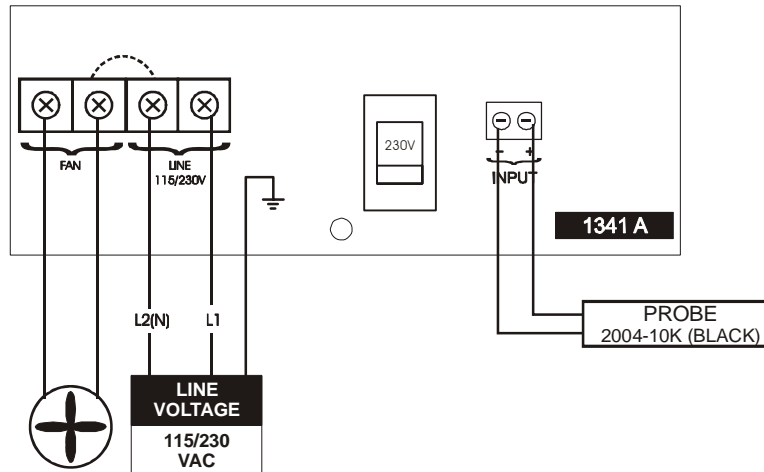 FAN
LINE
115/230V
230V
- +
INPUT
1341 A
L2(N)
L1
PROBE
2004-10K (BLACK)
LINE
VOLTAGE
115/230
VAC